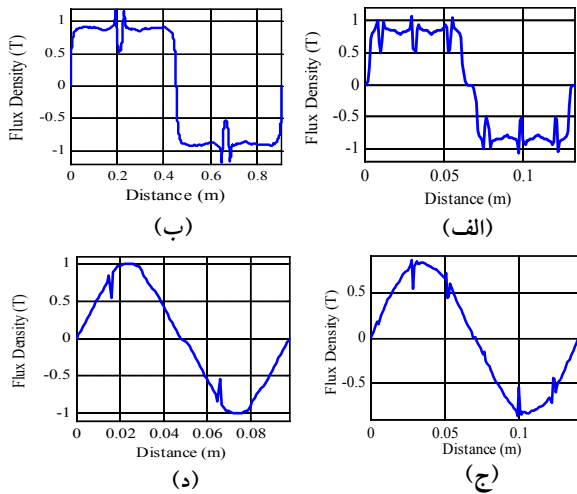 Flux Density (T)
1
0.5
0
-0.5
-1
0 0.2 0.4 0.6 0.8
Distance (m)
(ب)
Flux Density (T)
1
0.5
0
-0.5
-1
0 0.05 0.1
Distance (m)
(الف)
Flux Density (T)
1
0.5
0
-0.5
-1
0 0.02 0.04 0.06 0.08
Distance (m)
(د)
Flux Density (T)
0.5
0
-0.5
0 0.05 0.1
Distance (m)
(ج)